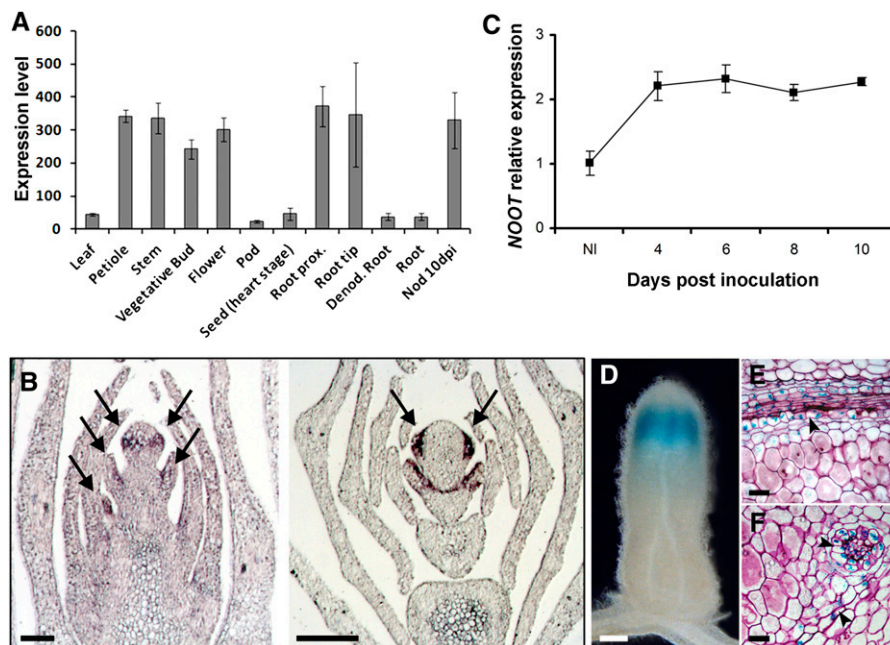 A
Expression level
600
500
400
300
200
100
0
Leaf
Petiole
Stem
Vegetative Bud
Flower
Pod
Seed (heart stage)
Root prox.
Root tip
Denod. Root
Root
Nod 10dpi
C
NOOT relative expression
3
2
1
0
NI
4
6
8
10
Days post inoculation
B
D
E
F